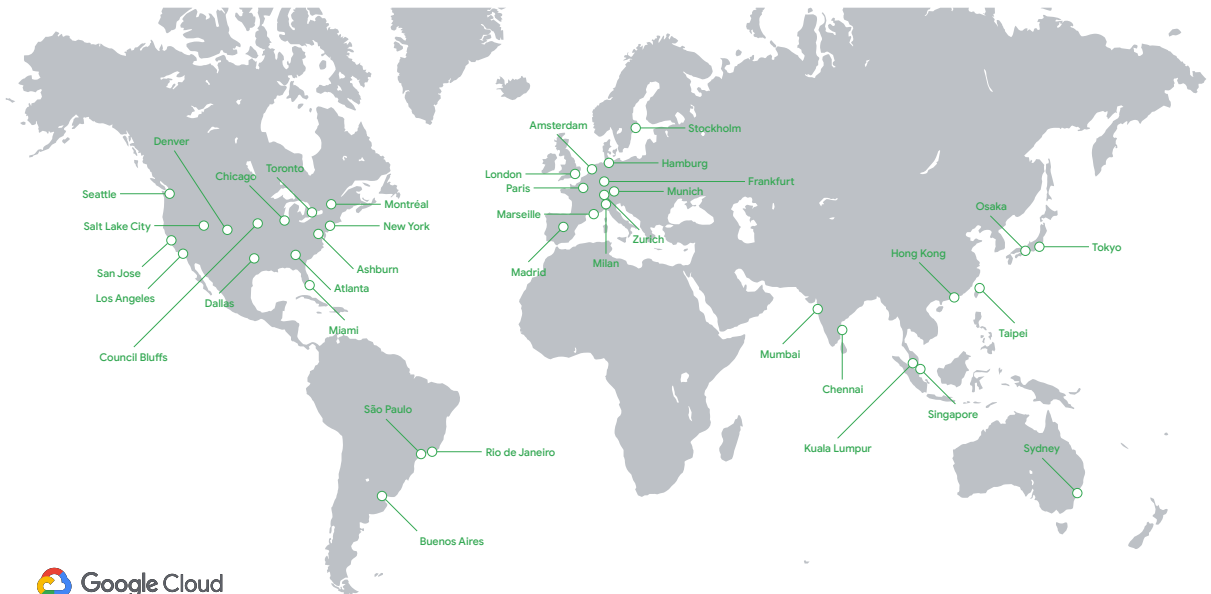 Amsterdam
Stockholm
Denver
Hamburg
Toronto
Chicago
London
Frankfurt
Paris
Munich
Seattle
Montréal
Osaka
Marseille
Salt Lake City
New York
Zurich
Tokyo
Hong Kong
Milan
Madrid
San Jose
Ashburn
Atlanta
Los Angeles
Dallas
Miami
Taipei
Mumbai
Council Bluffs
Chennai
São Paulo
Singapore
Rio de Janeiro
Kuala Lumpur
Sydney
Buenos Aires
Google Cloud